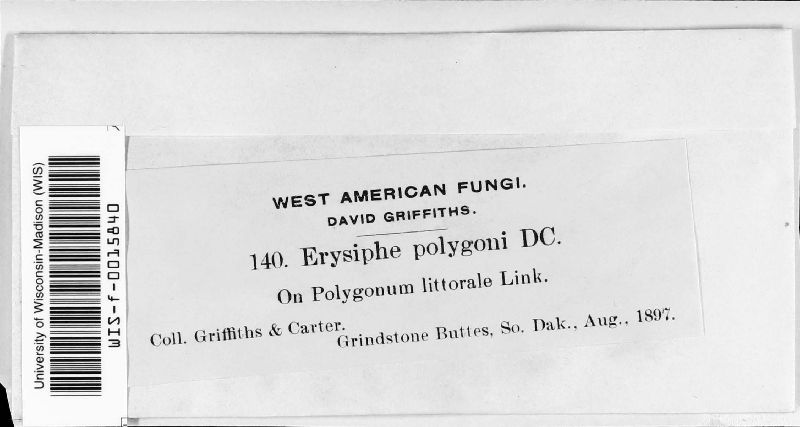 WEST AMERICAN FUNGI.
DAVID GRIFFITHS.
140. Erysiphe polygoni DC.
On Polygonum littorale Link.
Coll. Griffiths & Carter.
Grindstone Buttes, So. Dak., Aug., 1897.
University of Wisconsin-Madison (WIS)
WIS-f-0015840